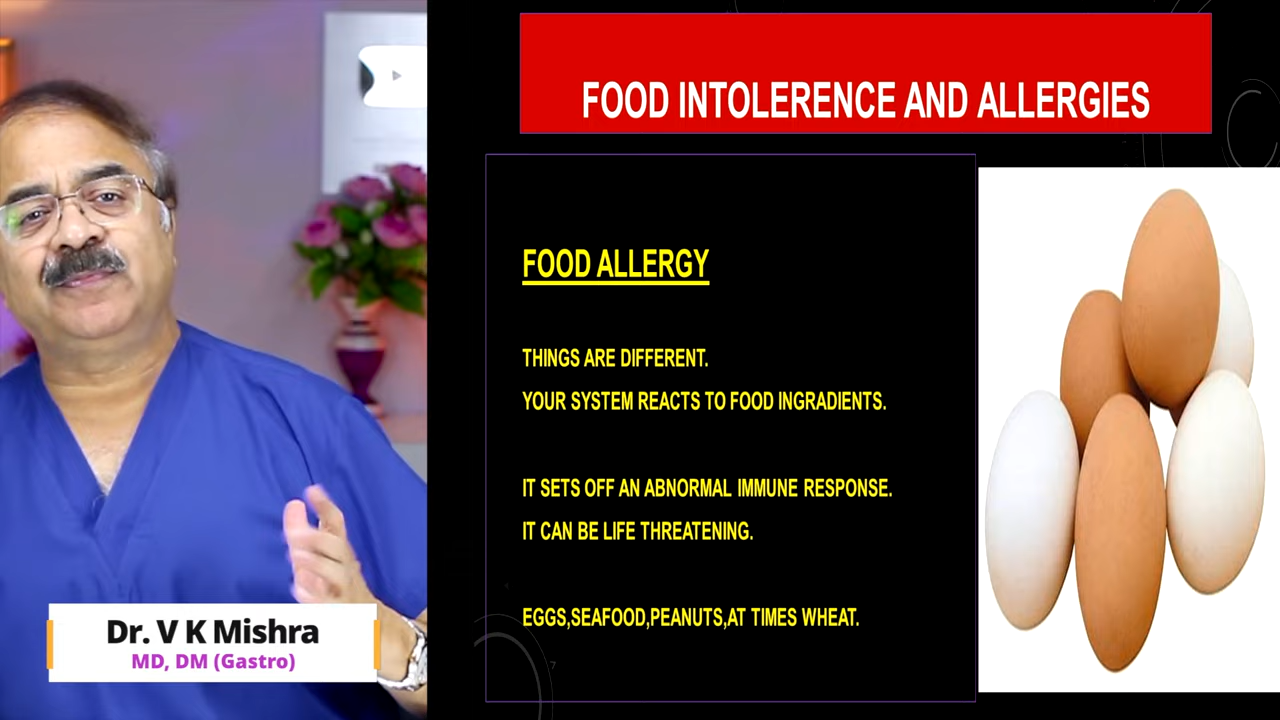 FOOD INTOLERENCE AND ALLERGIES
FOOD ALLERGY
THINGS ARE DIFFERENT.
YOUR SYSTEM REACTS TO FOOD INGRADIENTS.
IT SETS OFF AN ABNORMAL IMMUNE RESPONSE.
IT CAN BE LIFE THREATENING.
EGGS,SEAFOOD,PEANUTS,AT TIMES WHEAT.
7
Dr. V K Mishra
MD, DM (Gastro)